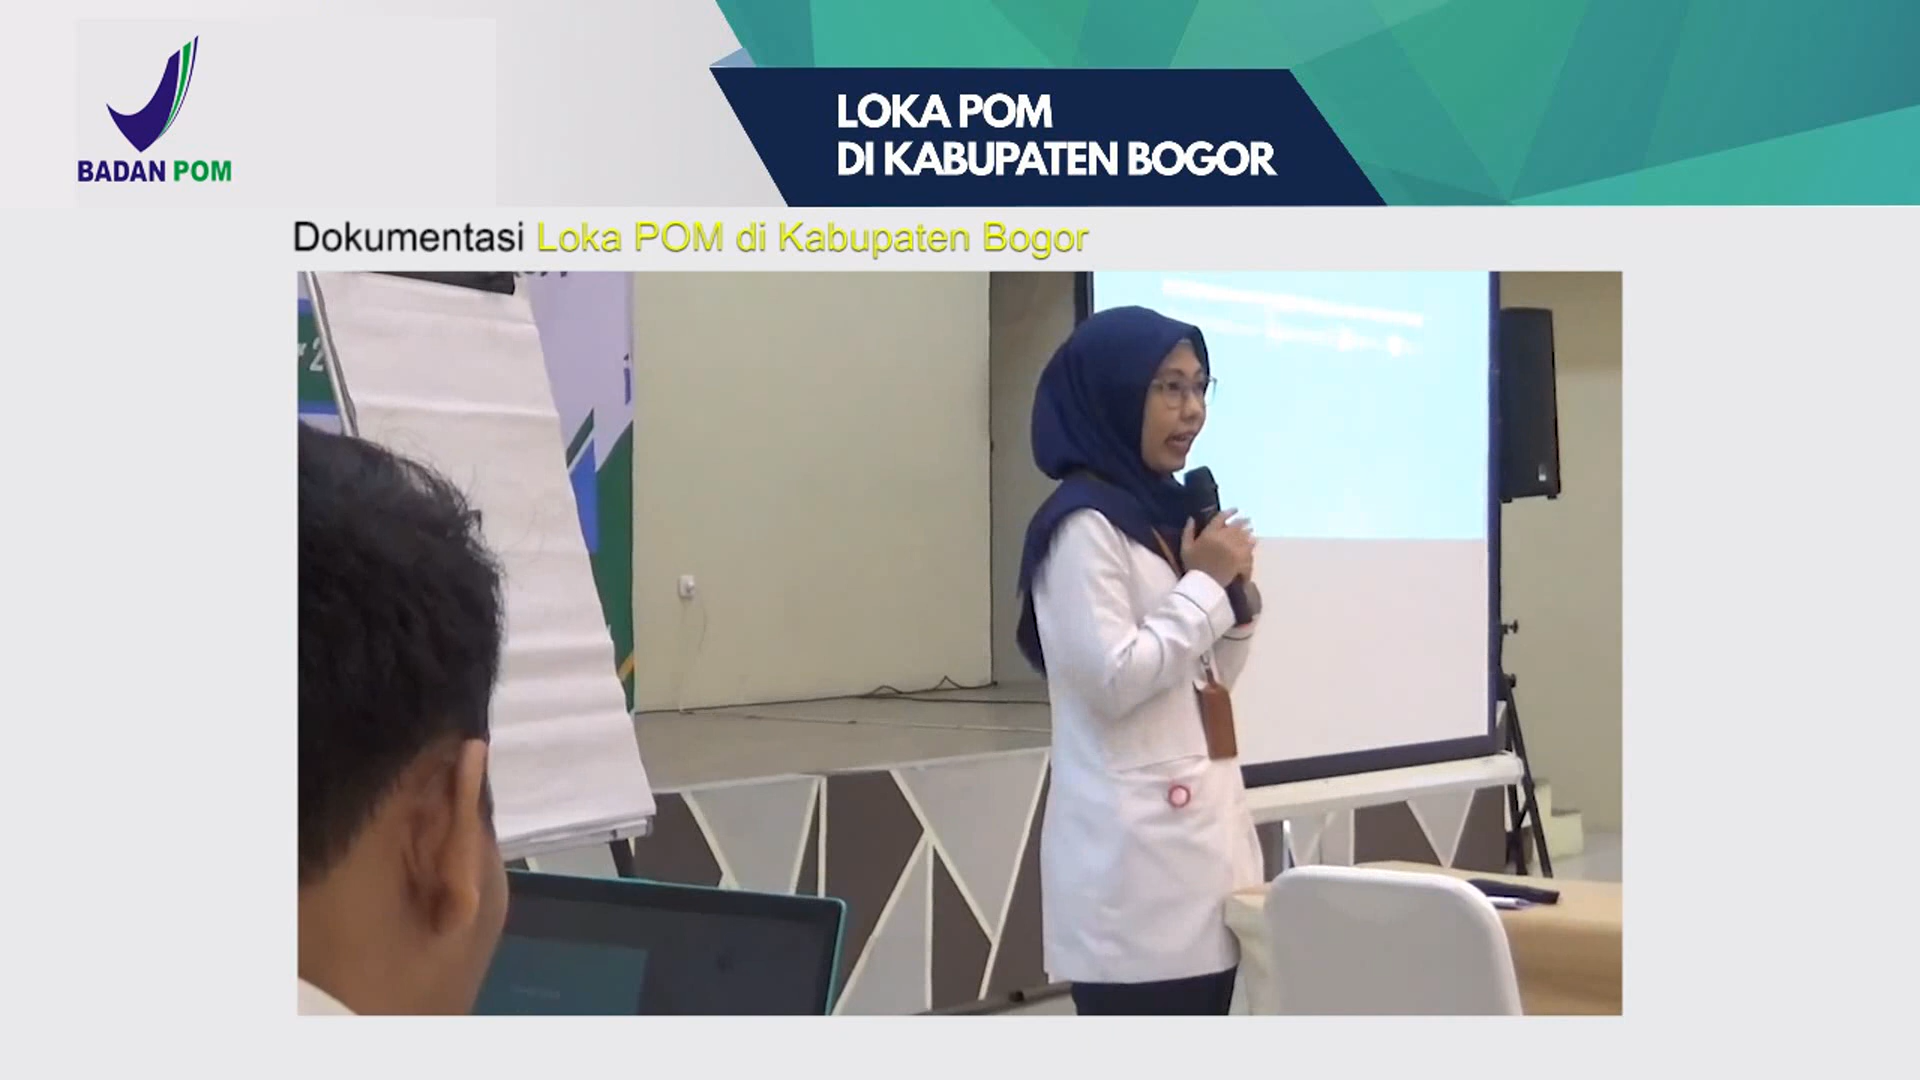 BADAN POM
LOKA POM
DI KABUPATEN BOGOR
Dokumentasi Loka POM di Kabupaten Bogor